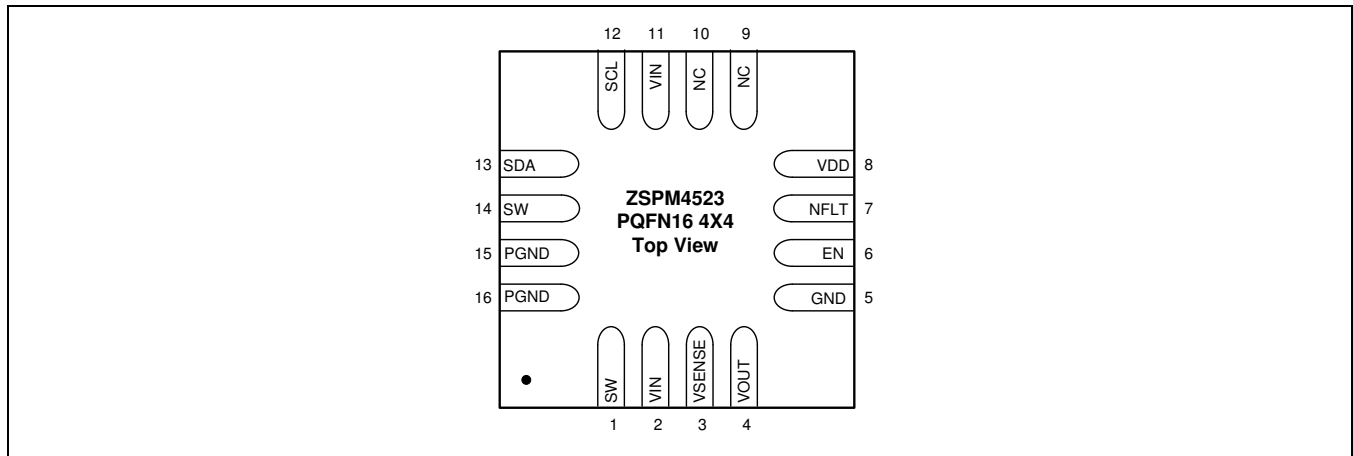 12 11 10 9
SCL VIN NC NC
13 SDA VDD 8
14 SW NFLT 7
15 PGND EN 6
16 PGND GND 5
ZSPM4523
PQFN16 4X4
Top View
SW VIN VSENSE VOUT
1 2 3 4